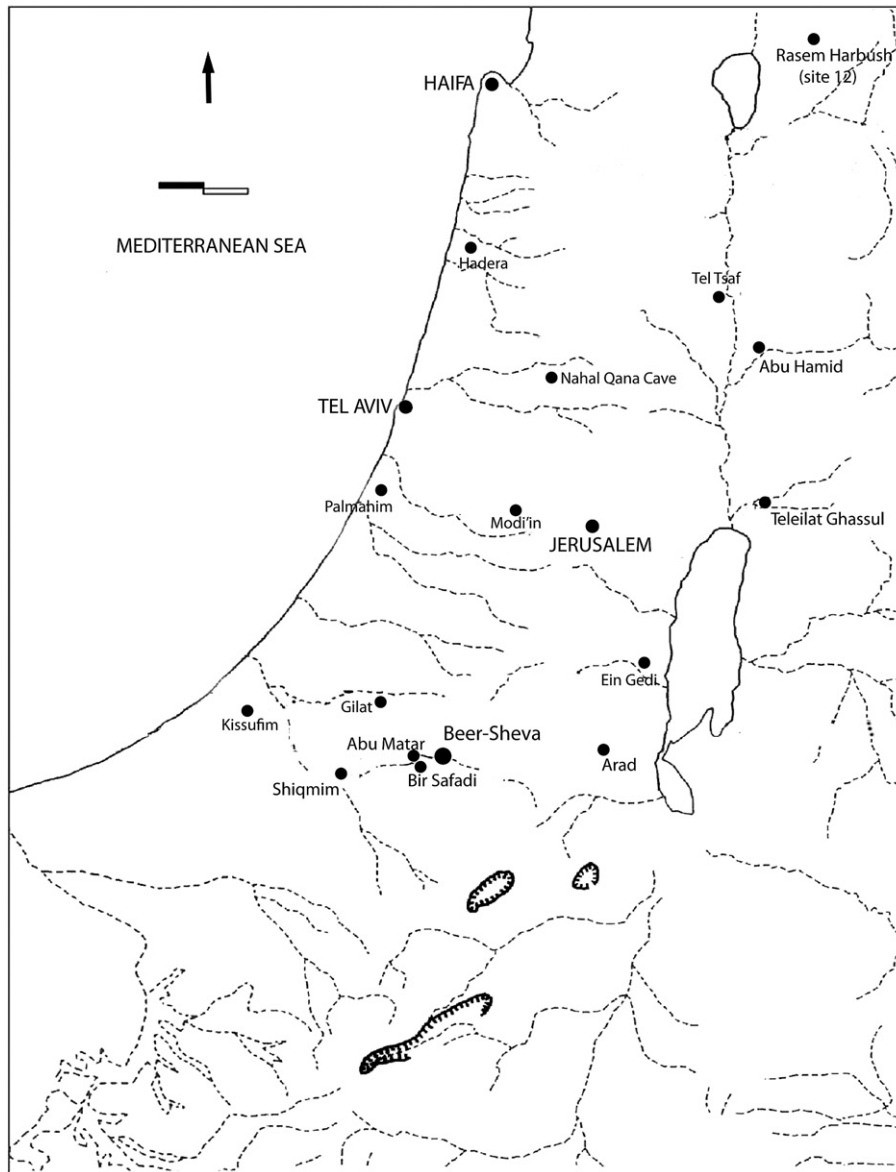 Rasem Harbush
(site 12)
HAIFA
MEDITERRANEAN SEA
Hadera
Tel Tsaf
Abu Hamid
Nahal Qana Cave
TEL AVIV
Palmahim
Modi'in
JERUSALEM
Teleilat Ghassul
Ein Gedi
Gilat
Kissufim
Beer-Sheva
Abu Matar
Bir Safadi
Shiqmim
Arad